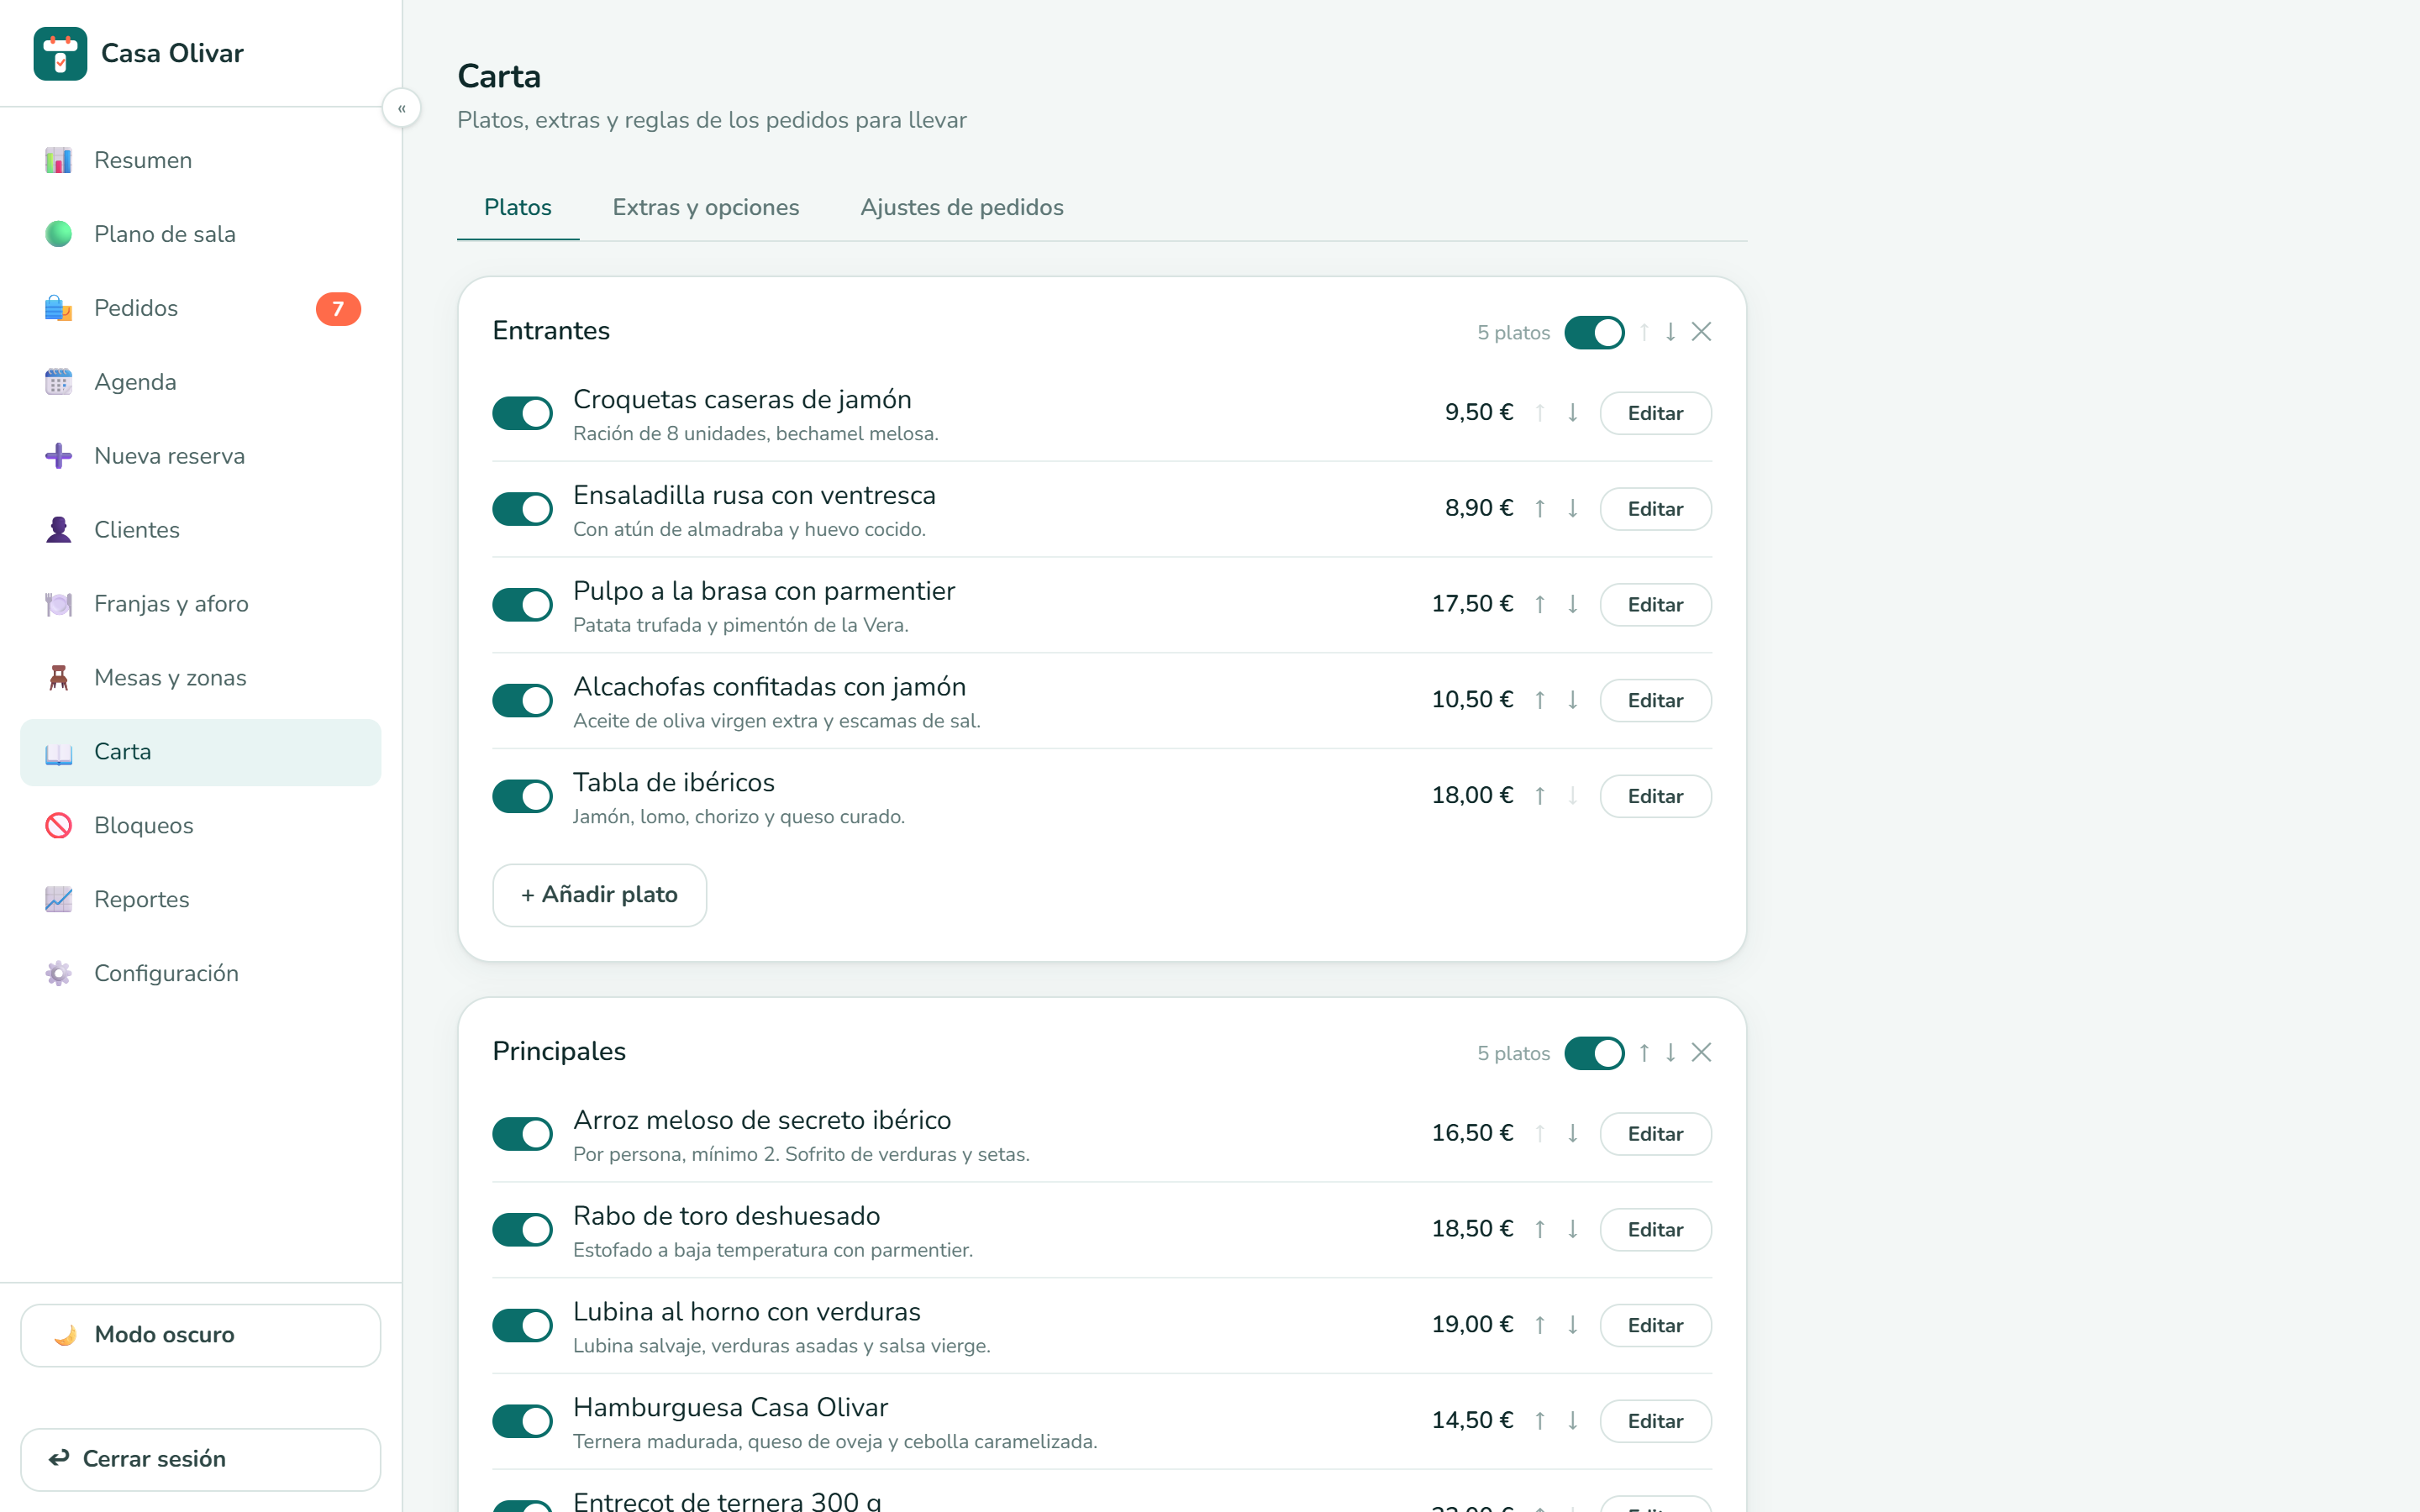 Casa Olivar
«
Resumen
Plano de sala
Pedidos 7
Agenda
Nueva reserva
Clientes
Franjas y aforo
Mesas y zonas
Carta
Bloqueos
Reportes
Configuración
Modo oscuro
Cerrar sesión
Carta
Platos, extras y reglas de los pedidos para llevar
Platos Extras y opciones Ajustes de pedidos
Entrantes 5 platos ↑ ↓ ×
Croquetas caseras de jamón 9,50 € ↑ ↓ Editar
Ración de 8 unidades, bechamel melosa.
Ensaladilla rusa con ventresca 8,90 € ↑ ↓ Editar
Con atún de almadraba y huevo cocido.
Pulpo a la brasa con parmentier 17,50 € ↑ ↓ Editar
Patata trufada y pimentón de la Vera.
Alcachofas confitadas con jamón 10,50 € ↑ ↓ Editar
Aceite de oliva virgen extra y escamas de sal.
Tabla de ibéricos 18,00 € ↑ ↓ Editar
Jamón, lomo, chorizo y queso curado.
+ Añadir plato
Principales 5 platos ↑ ↓ ×
Arroz meloso de secreto ibérico 16,50 € ↑ ↓ Editar
Por persona, mínimo 2. Sofrito de verduras y setas.
Rabo de toro deshuesado 18,50 € ↑ ↓ Editar
Estofado a baja temperatura con parmentier.
Lubina al horno con verduras 19,00 € ↑ ↓ Editar
Lubina salvaje, verduras asadas y salsa vierge.
Hamburguesa Casa Olivar 14,50 € ↑ ↓ Editar
Ternera madurada, queso de oveja y cebolla caramelizada.
Entrecot de ternera 300 g